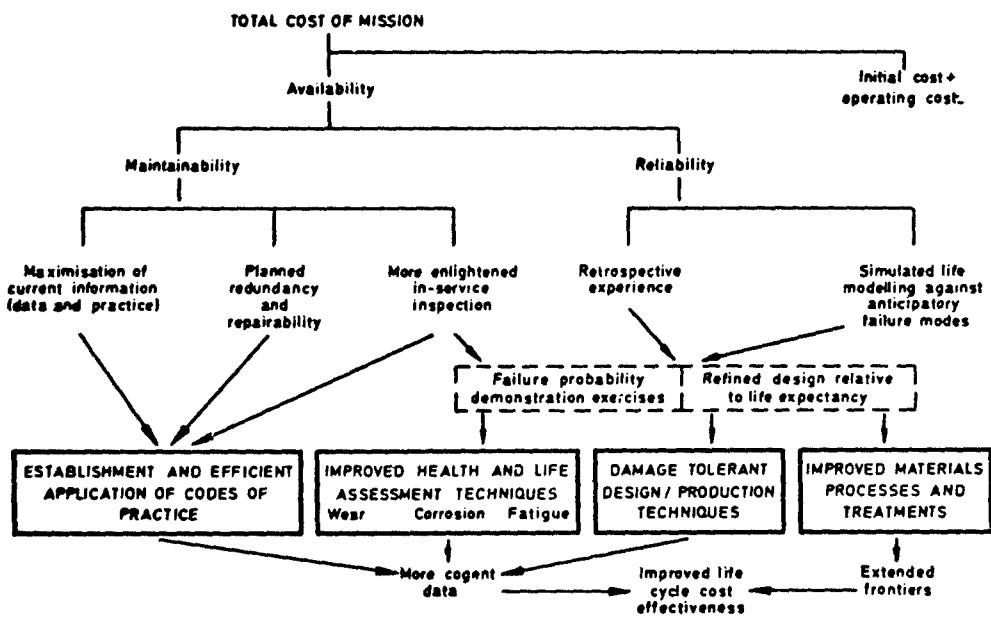 TOTAL COST OF MISSION
Availability
Initial cost +
operating cost.
Maintainability
Reliability
Maximisation of
current information
(data and practice)
Planned
redundancy
and
repairability
More enlightened
in-service
inspection
Retrospective
experience
Simulated life
modelling against
anticipatory
failure modes
Failure probability
demonstration exercises
Refined design relative
to life expectancy
ESTABLISHMENT AND EFFICIENT
APPLICATION OF CODES OF
PRACTICE
IMPROVED HEALTH AND LIFE
ASSESSMENT TECHNIQUES
Wear Corrosion Fatigue
DAMAGE TOLERANT
DESIGN / PRODUCTION
TECHNIQUES
IMPROVED MATERIALS
PROCESSES AND
TREATMENTS
More cogent
data
Improved life
cycle cost
effectiveness
Extended
frontiers